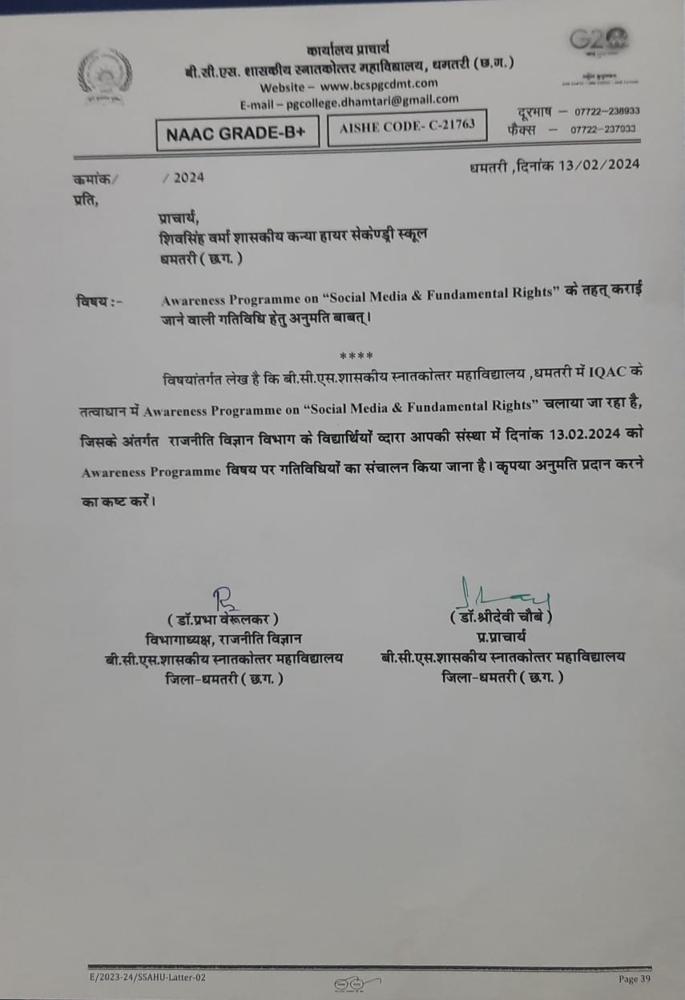 कार्यालय प्राचार्य
बी.सी.एस. शासकीय स्नातकोत्तर महाविद्यालय, धमतरी (छ.ग.)
Website – www.bcspgcdmt.com
E-mail – pgcollege.dhamtari@gmail.com
G20
NAAC GRADE-B+
AISHE CODE- C-21763
दूरभाष – 07722-238933
फैक्स – 07722-237933
धमतरी ,दिनांक 13/02/2024
कमांक/ / 2024
प्रति,
प्राचार्य,
शिवसिंह वर्मा शासकीय कन्या हायर सेकेण्ड्री स्कूल
धमतरी ( छ.ग. )
विषय :- Awareness Programme on “Social Media & Fundamental Rights” के तहत् कराई
जाने वाली गतिविधि हेतु अनुमति बाबत्।
****
विषयांतर्गत लेख है कि बी.सी.एस.शासकीय स्नातकोत्तर महाविद्यालय ,धमतरी में IQAC के
तत्वाधान में Awareness Programme on “Social Media & Fundamental Rights” चलाया जा रहा है,
जिसके अंतर्गत राजनीति विज्ञान विभाग के विद्यार्थियों व्दारा आपकी संस्था में दिनांक 13.02.2024 को
Awareness Programme विषय पर गतिविधियों का संचालन किया जाना है। कृपया अनुमति प्रदान करने
का कष्ट करें।
( डॉ.प्रभा वेरूलकर )
विभागाध्यक्ष, राजनीति विज्ञान
बी.सी.एस.शासकीय स्नातकोत्तर महाविद्यालय
जिला-धमतरी ( छ.ग. )
( डॉ.श्रीदेवी चौबे )
प्र.प्राचार्य
बी.सी.एस.शासकीय स्नातकोत्तर महाविद्यालय
जिला-धमतरी ( छ.ग. )
E/2023-24/SSAHU-Latter-02
Page 39